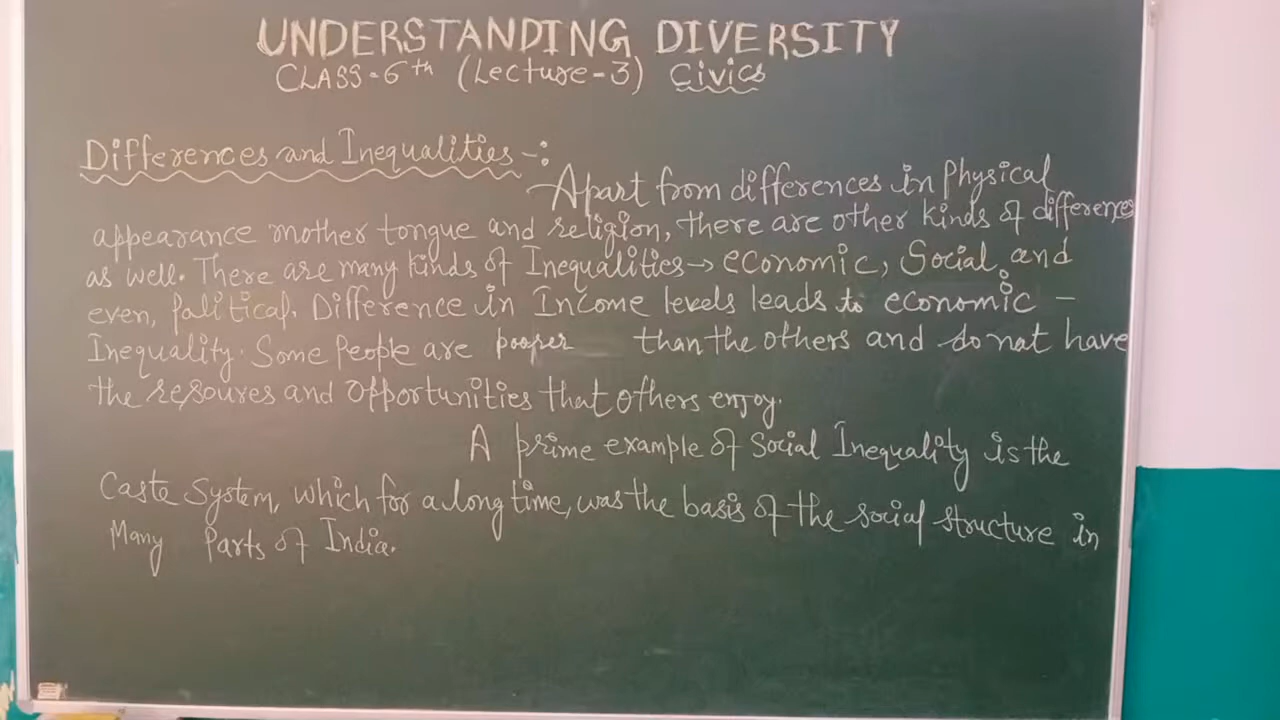 UNDERSTANDING DIVERSITY
CLASS-6th (Lecture-3) Civics
Differences and Inequalities -:
Apart from differences in Physical
appearance mother tongue and religion, there are other kinds of differences
as well. There are many kinds of Inequalities → economic, Social, and
even, political. Difference in Income levels leads to economic -
Inequality. Some People are pooper than the others and do not have
the resoures and opportunities that others enjoy.
A prime example of Social Inequality is the
Caste System, which for a long time, was the basis of the social structure in
Many Parts of India.